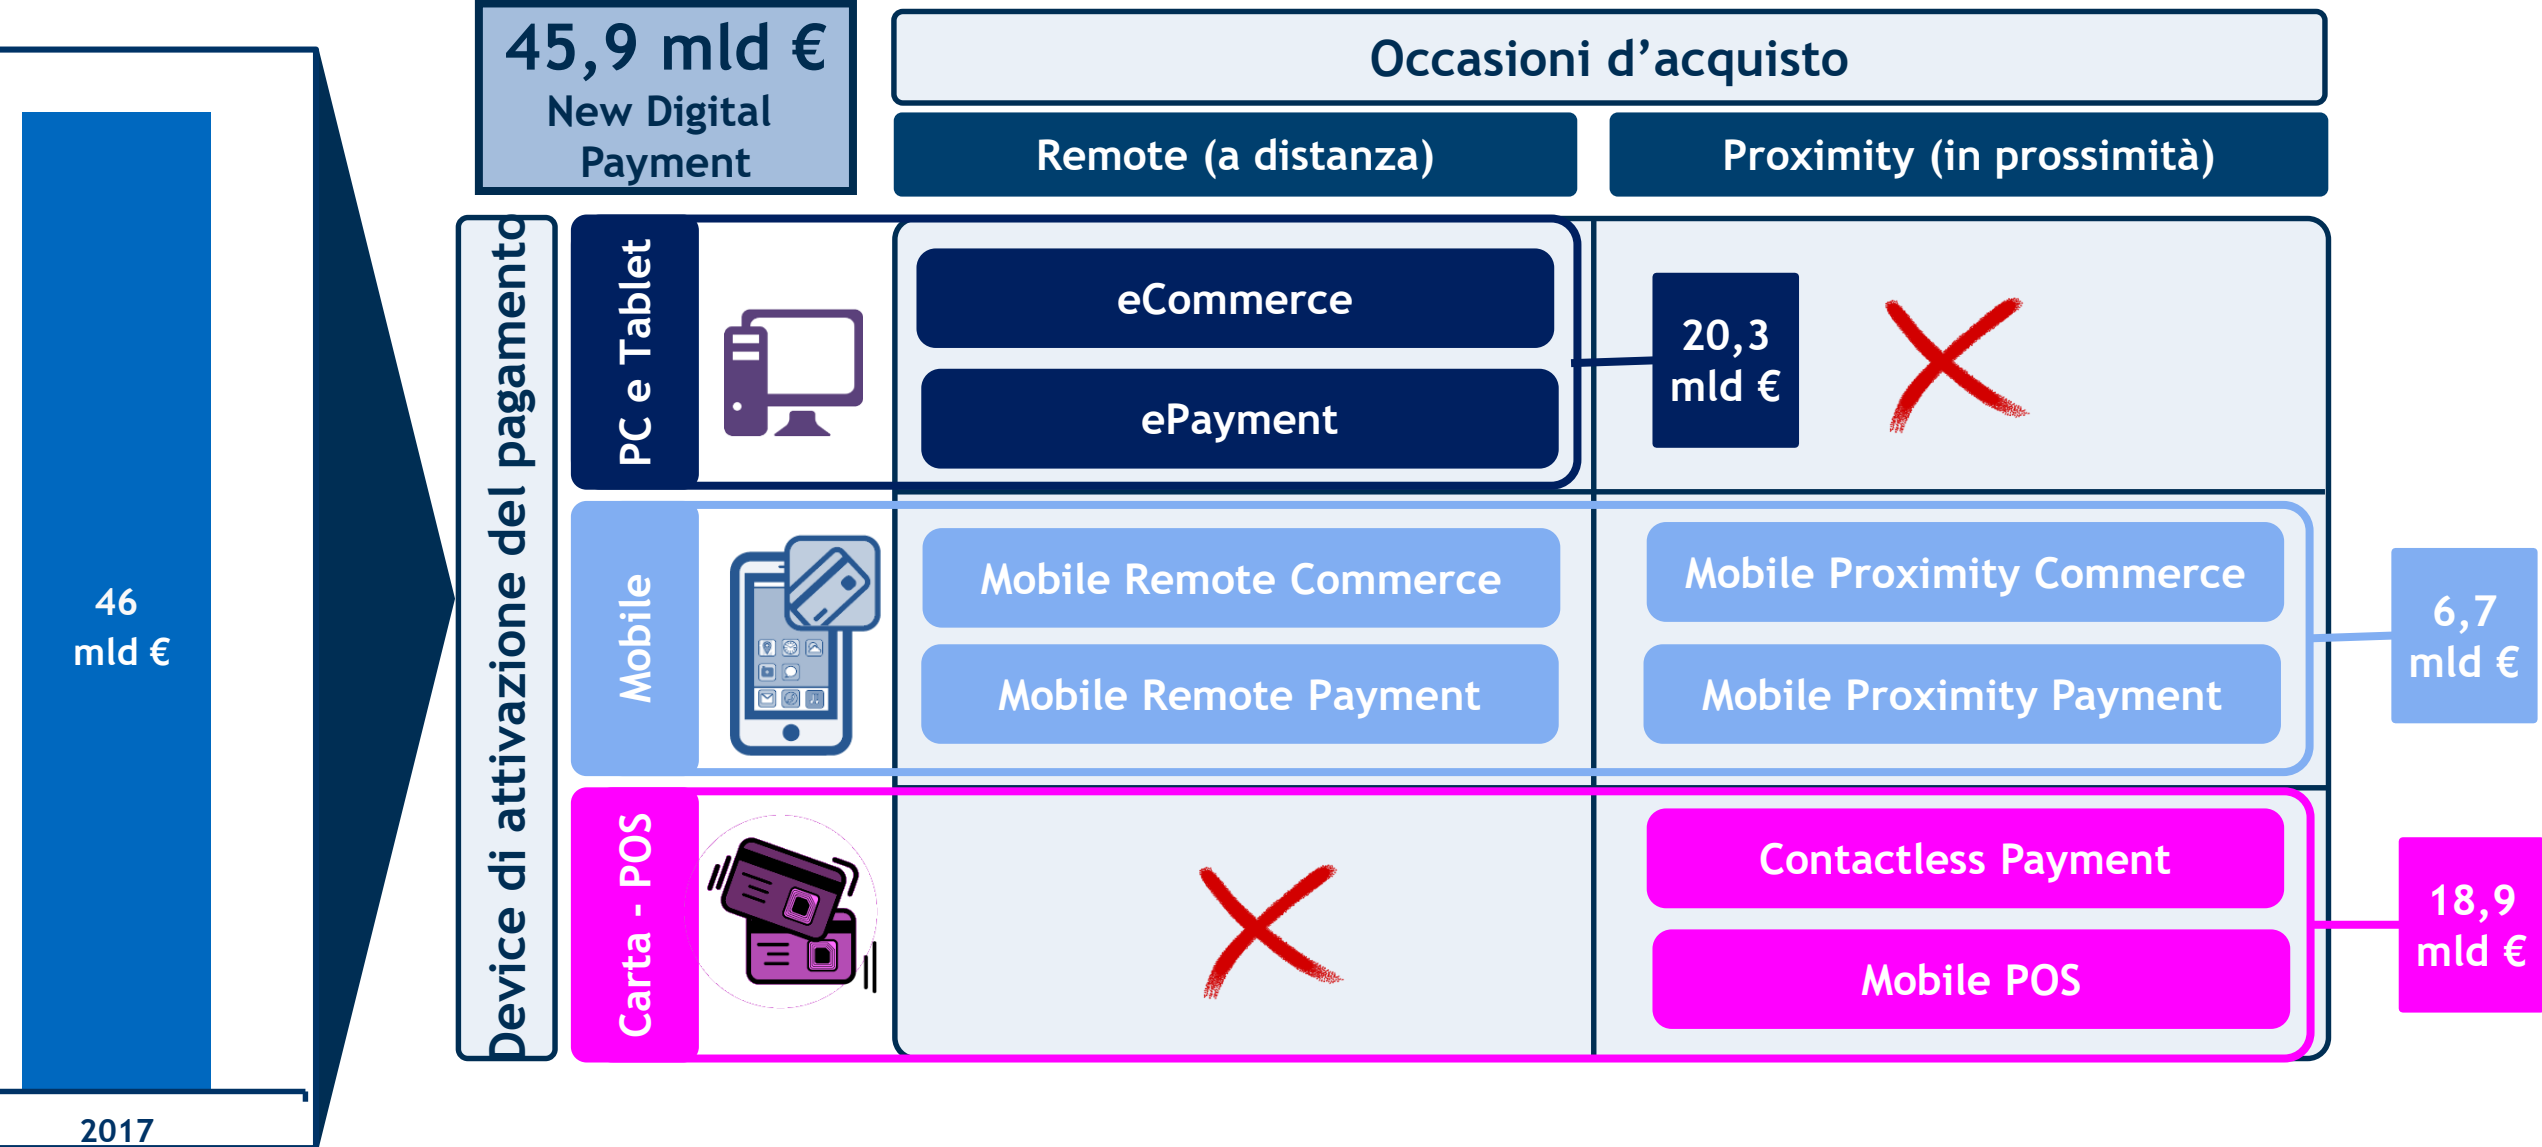 45,9 mld €
New Digital
Payment
Occasioni d’acquisto
Remote (a distanza)
Proximity (in prossimità)
46
mld €
2017
Device di attivazione del pagamento
PC e Tablet
eCommerce
ePayment
20,3
mld €
Mobile
Mobile Remote Commerce
Mobile Remote Payment
Mobile Proximity Commerce
Mobile Proximity Payment
6,7
mld €
Carta - POS
Contactless Payment
Mobile POS
18,9
mld €